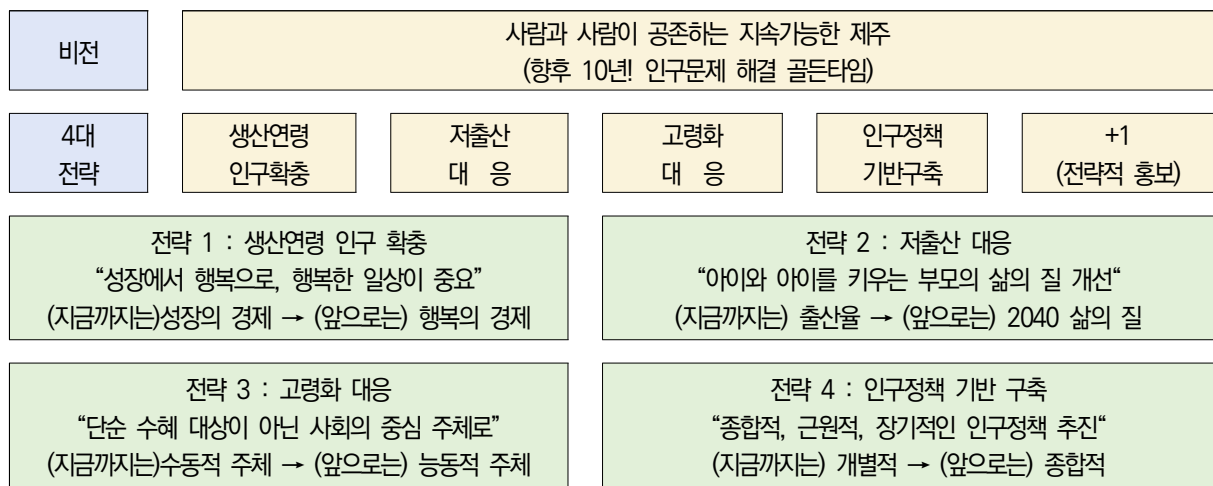 비전
사람과 사람이 공존하는 지속가능한 제주
(향후 10년! 인구문제 해결 골든타임)
4대
전략
생산연령
인구확충
저출산
대 응
고령화
대 응
인구정책
기반구축
+1
(전략적 홍보)
전략 1 : 생산연령 인구 확충
“성장에서 행복으로, 행복한 일상이 중요”
(지금까지는)성장의 경제 → (앞으로는) 행복의 경제
전략 2 : 저출산 대응
“아이와 아이를 키우는 부모의 삶의 질 개선“
(지금까지는) 출산율 → (앞으로는) 2040 삶의 질
전략 3 : 고령화 대응
“단순 수혜 대상이 아닌 사회의 중심 주체로”
(지금까지는)수동적 주체 → (앞으로는) 능동적 주체
전략 4 : 인구정책 기반 구축
“종합적, 근원적, 장기적인 인구정책 추진“
(지금까지는) 개별적 → (앞으로는) 종합적